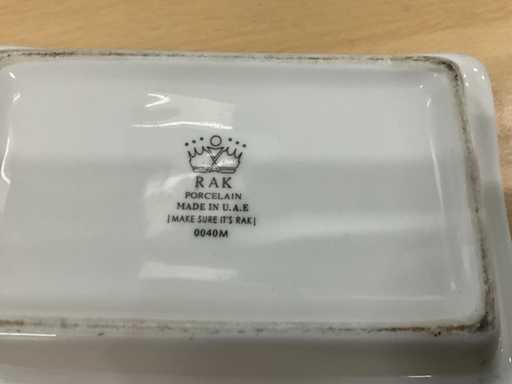 RAK
PORCELAIN
MADE IN U.A.E
|MAKE SURE IT'S RAK|
0040M